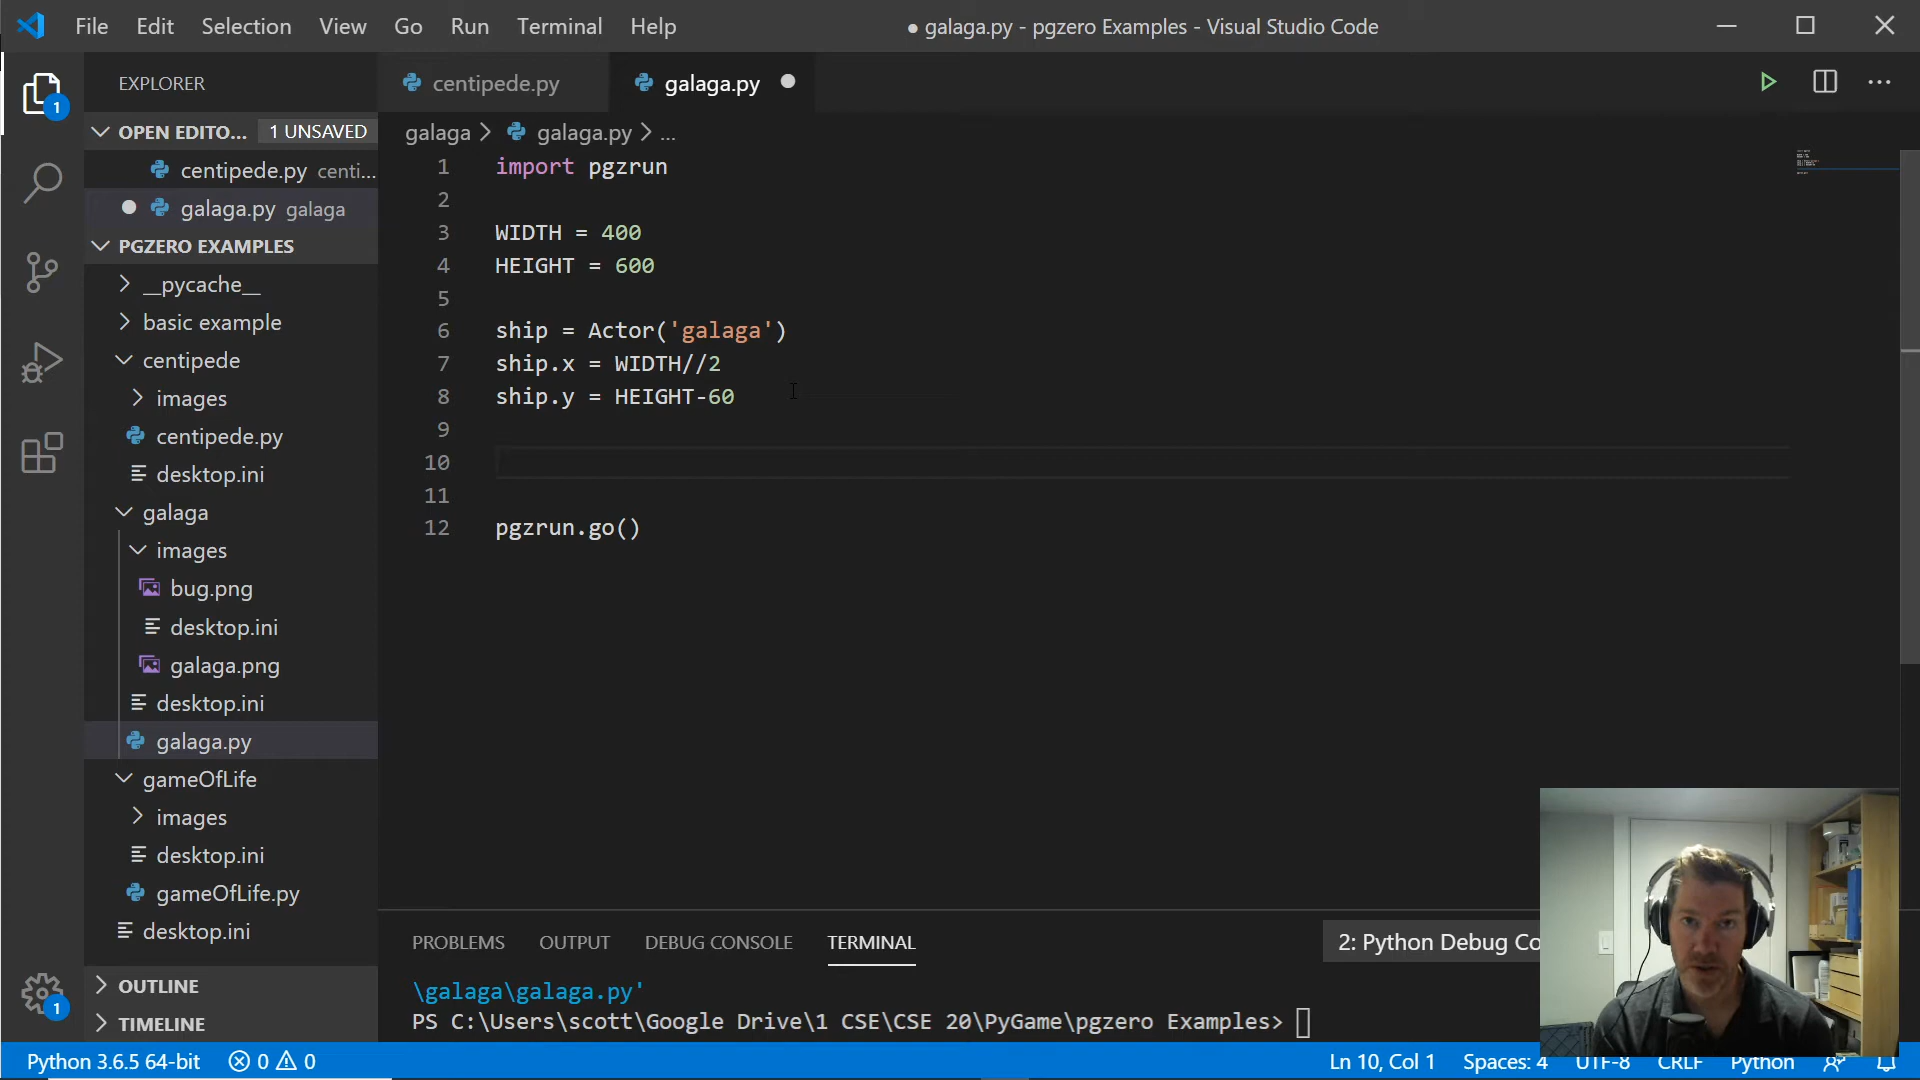 File Edit Selection View Go Run Terminal Help
● galaga.py - pgzero Examples - Visual Studio Code
EXPLORER
1
OPEN EDITO... 1 UNSAVED
centipede.py centi...
galaga.py galaga
PGZERO EXAMPLES
__pycache__
basic example
centipede
images
centipede.py
desktop.ini
galaga
images
bug.png
desktop.ini
galaga.png
desktop.ini
galaga.py
gameOfLife
images
desktop.ini
gameOfLife.py
desktop.ini
OUTLINE
TIMELINE
1
centipede.py galaga.py
galaga > galaga.py > ...
1 import pgzrun
2
3 WIDTH = 400
4 HEIGHT = 600
5
6 ship = Actor('galaga')
7 ship.x = WIDTH//2
8 ship.y = HEIGHT-60
9
10
11
12 pgzrun.go()
PROBLEMS OUTPUT DEBUG CONSOLE TERMINAL 2: Python Debug Co
\galaga\galaga.py'
PS C:\Users\scott\Google Drive\1 CSE\CSE 20\PyGame\pgzero Examples>
Python 3.6.5 64-bit 0 0 Ln 10, Col 1 Spaces: 4 UTF-8 CRLF Python